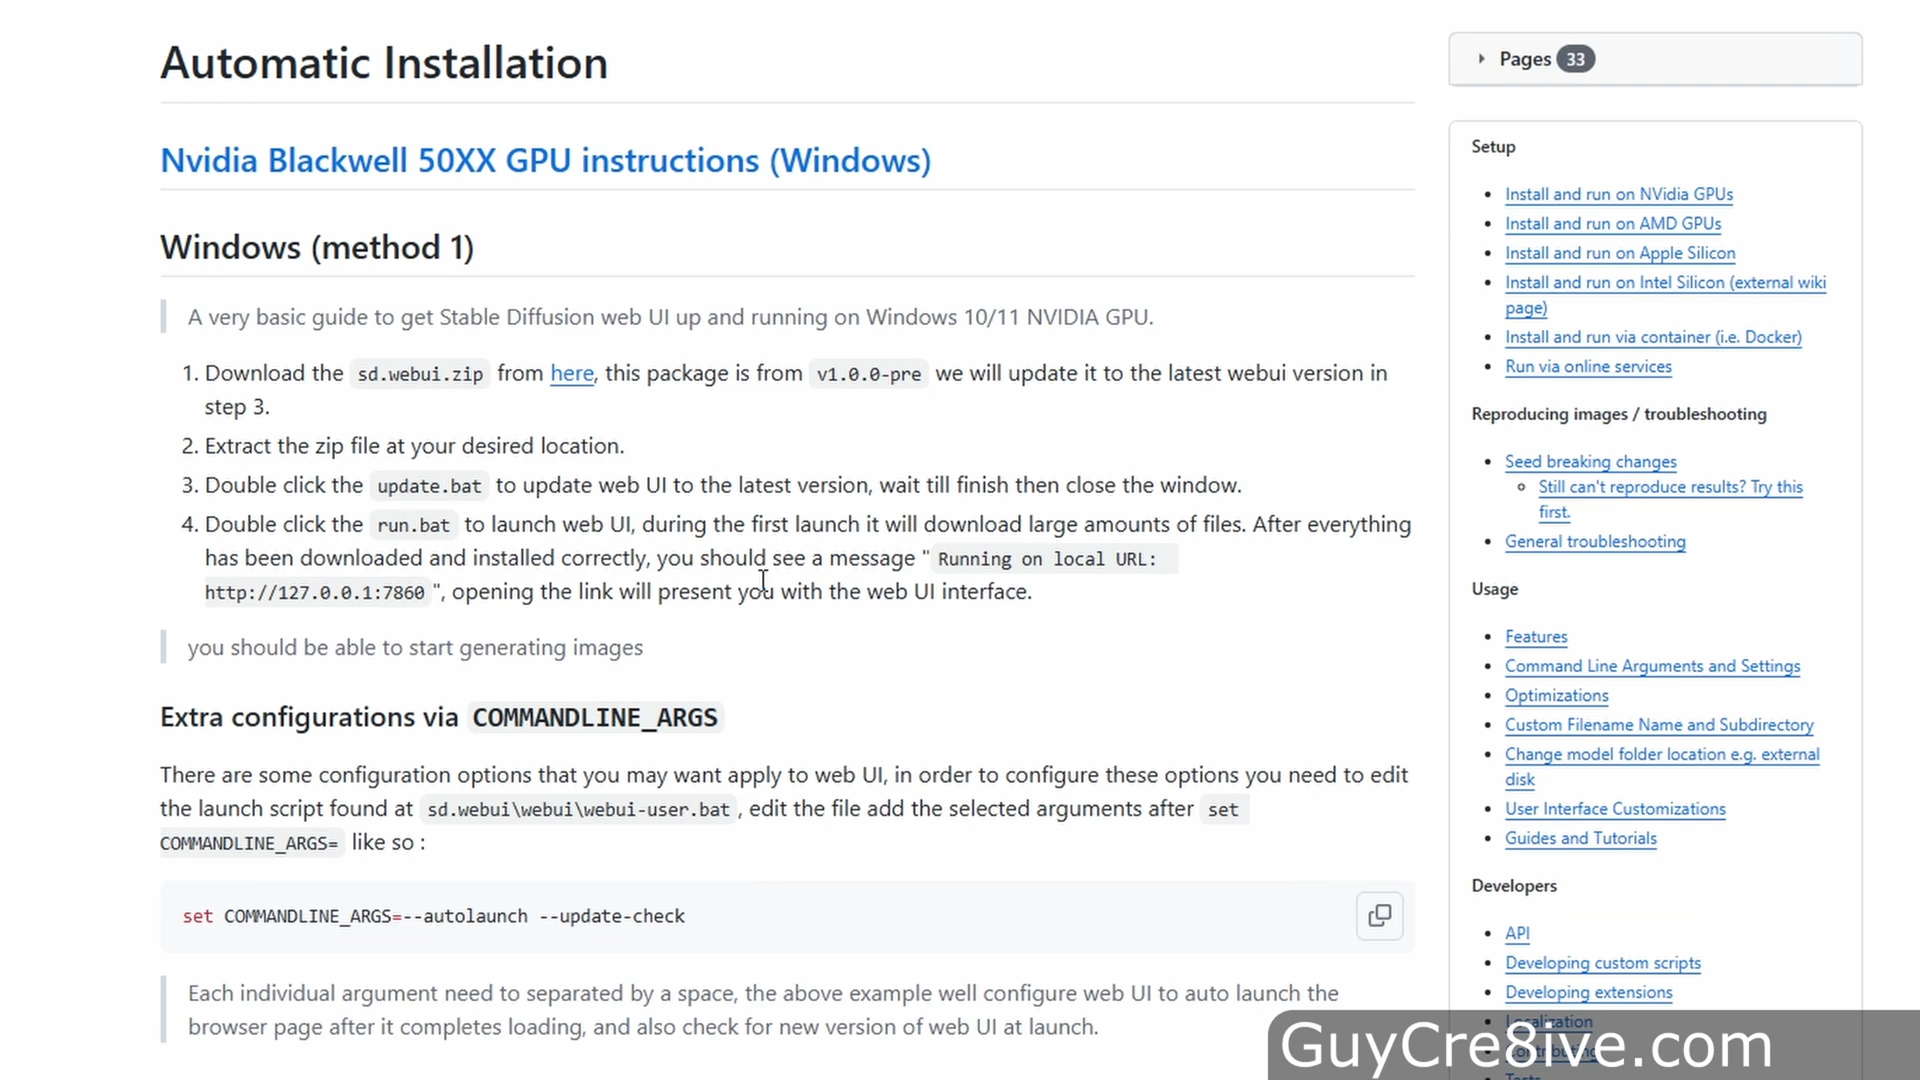 Automatic Installation
Nvidia Blackwell 50XX GPU instructions (Windows)
Windows (method 1)
A very basic guide to get Stable Diffusion web UI up and running on Windows 10/11 NVIDIA GPU.
1. Download the sd.webui.zip from here, this package is from v1.0.0-pre we will update it to the latest webui version in
step 3.
2. Extract the zip file at your desired location.
3. Double click the update.bat to update web UI to the latest version, wait till finish then close the window.
4. Double click the run.bat to launch web UI, during the first launch it will download large amounts of files. After everything
has been downloaded and installed correctly, you should see a message " Running on local URL:
http://127.0.0.1:7860 ", opening the link will present you with the web UI interface.
you should be able to start generating images
Extra configurations via COMMANDLINE_ARGS
There are some configuration options that you may want apply to web UI, in order to configure these options you need to edit
the launch script found at sd.webui\webui\webui-user.bat , edit the file add the selected arguments after set
COMMANDLINE_ARGS= like so :
set COMMANDLINE_ARGS=--autolaunch --update-check
Each individual argument need to separated by a space, the above example well configure web UI to auto launch the
browser page after it completes loading, and also check for new version of web UI at launch.
Pages 33
Setup
• Install and run on NVidia GPUs
• Install and run on AMD GPUs
• Install and run on Apple Silicon
• Install and run on Intel Silicon (external wiki
page)
• Install and run via container (i.e. Docker)
• Run via online services
Reproducing images / troubleshooting
• Seed breaking changes
Still can't reproduce results? Try this
first.
• General troubleshooting
Usage
• Features
• Command Line Arguments and Settings
• Optimizations
• Custom Filename Name and Subdirectory
• Change model folder location e.g. external
disk
• User Interface Customizations
• Guides and Tutorials
Developers
• API
• Developing custom scripts
• Developing extensions
• Localization
• Contributing
GuyCre8ive.com